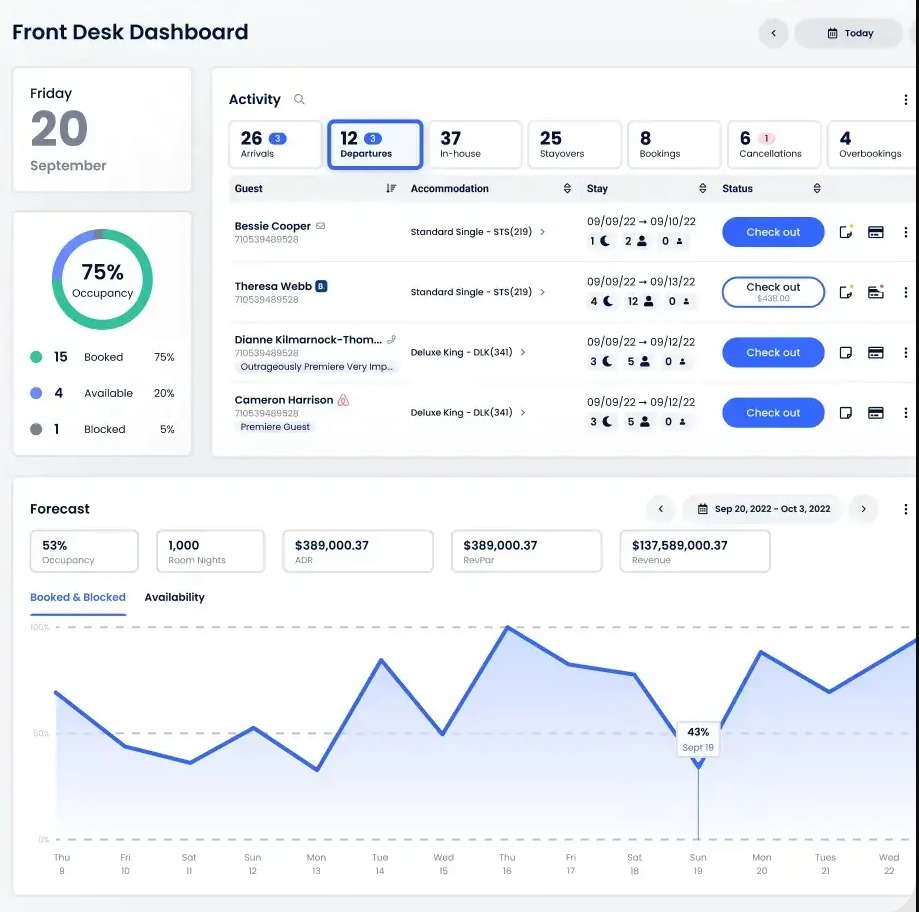 Front Desk Dashboard
Today
Friday
20
September
75%
Occupancy
15 Booked 75%
4 Available 20%
1 Blocked 5%
Activity
26 3
Arrivals
12 3
Departures
37
In-house
25
Stayovers
8
Bookings
6 1
Cancellations
4
Overbookings
Guest Accommodation Stay Status
Bessie Cooper
710539489528
Standard Single - STS(219)
09/09/22 → 09/10/22
1 2 0
Check out
Theresa Webb B.
710539489528
Standard Single - STS(219)
09/09/22 → 09/13/22
4 12 0
Check out
$438.00
Dianne Kilmarnock-Thom...
710539489528
Outrageously Premiere Very Imp...
Deluxe King - DLK(341)
09/09/22 → 09/12/22
3 5 0
Check out
Cameron Harrison
710539489528
Premiere Guest
Deluxe King - DLK(341)
09/09/22 → 09/12/22
3 5 0
Check out
Forecast
Sep 20, 2022 - Oct 3, 2022
53%
Occupancy
1,000
Room Nights
$389,000.37
ADR
$389,000.37
RevPar
$137,589,000.37
Revenue
Booked & Blocked Availability
100%
50%
0%
43%
Sept 19
Thu Fri Sat Sun Mon Tue Wed Thu Fri Sat Sun Mon Tues Wed
9 10 11 12 13 14 15 16 17 18 19 20 21 22